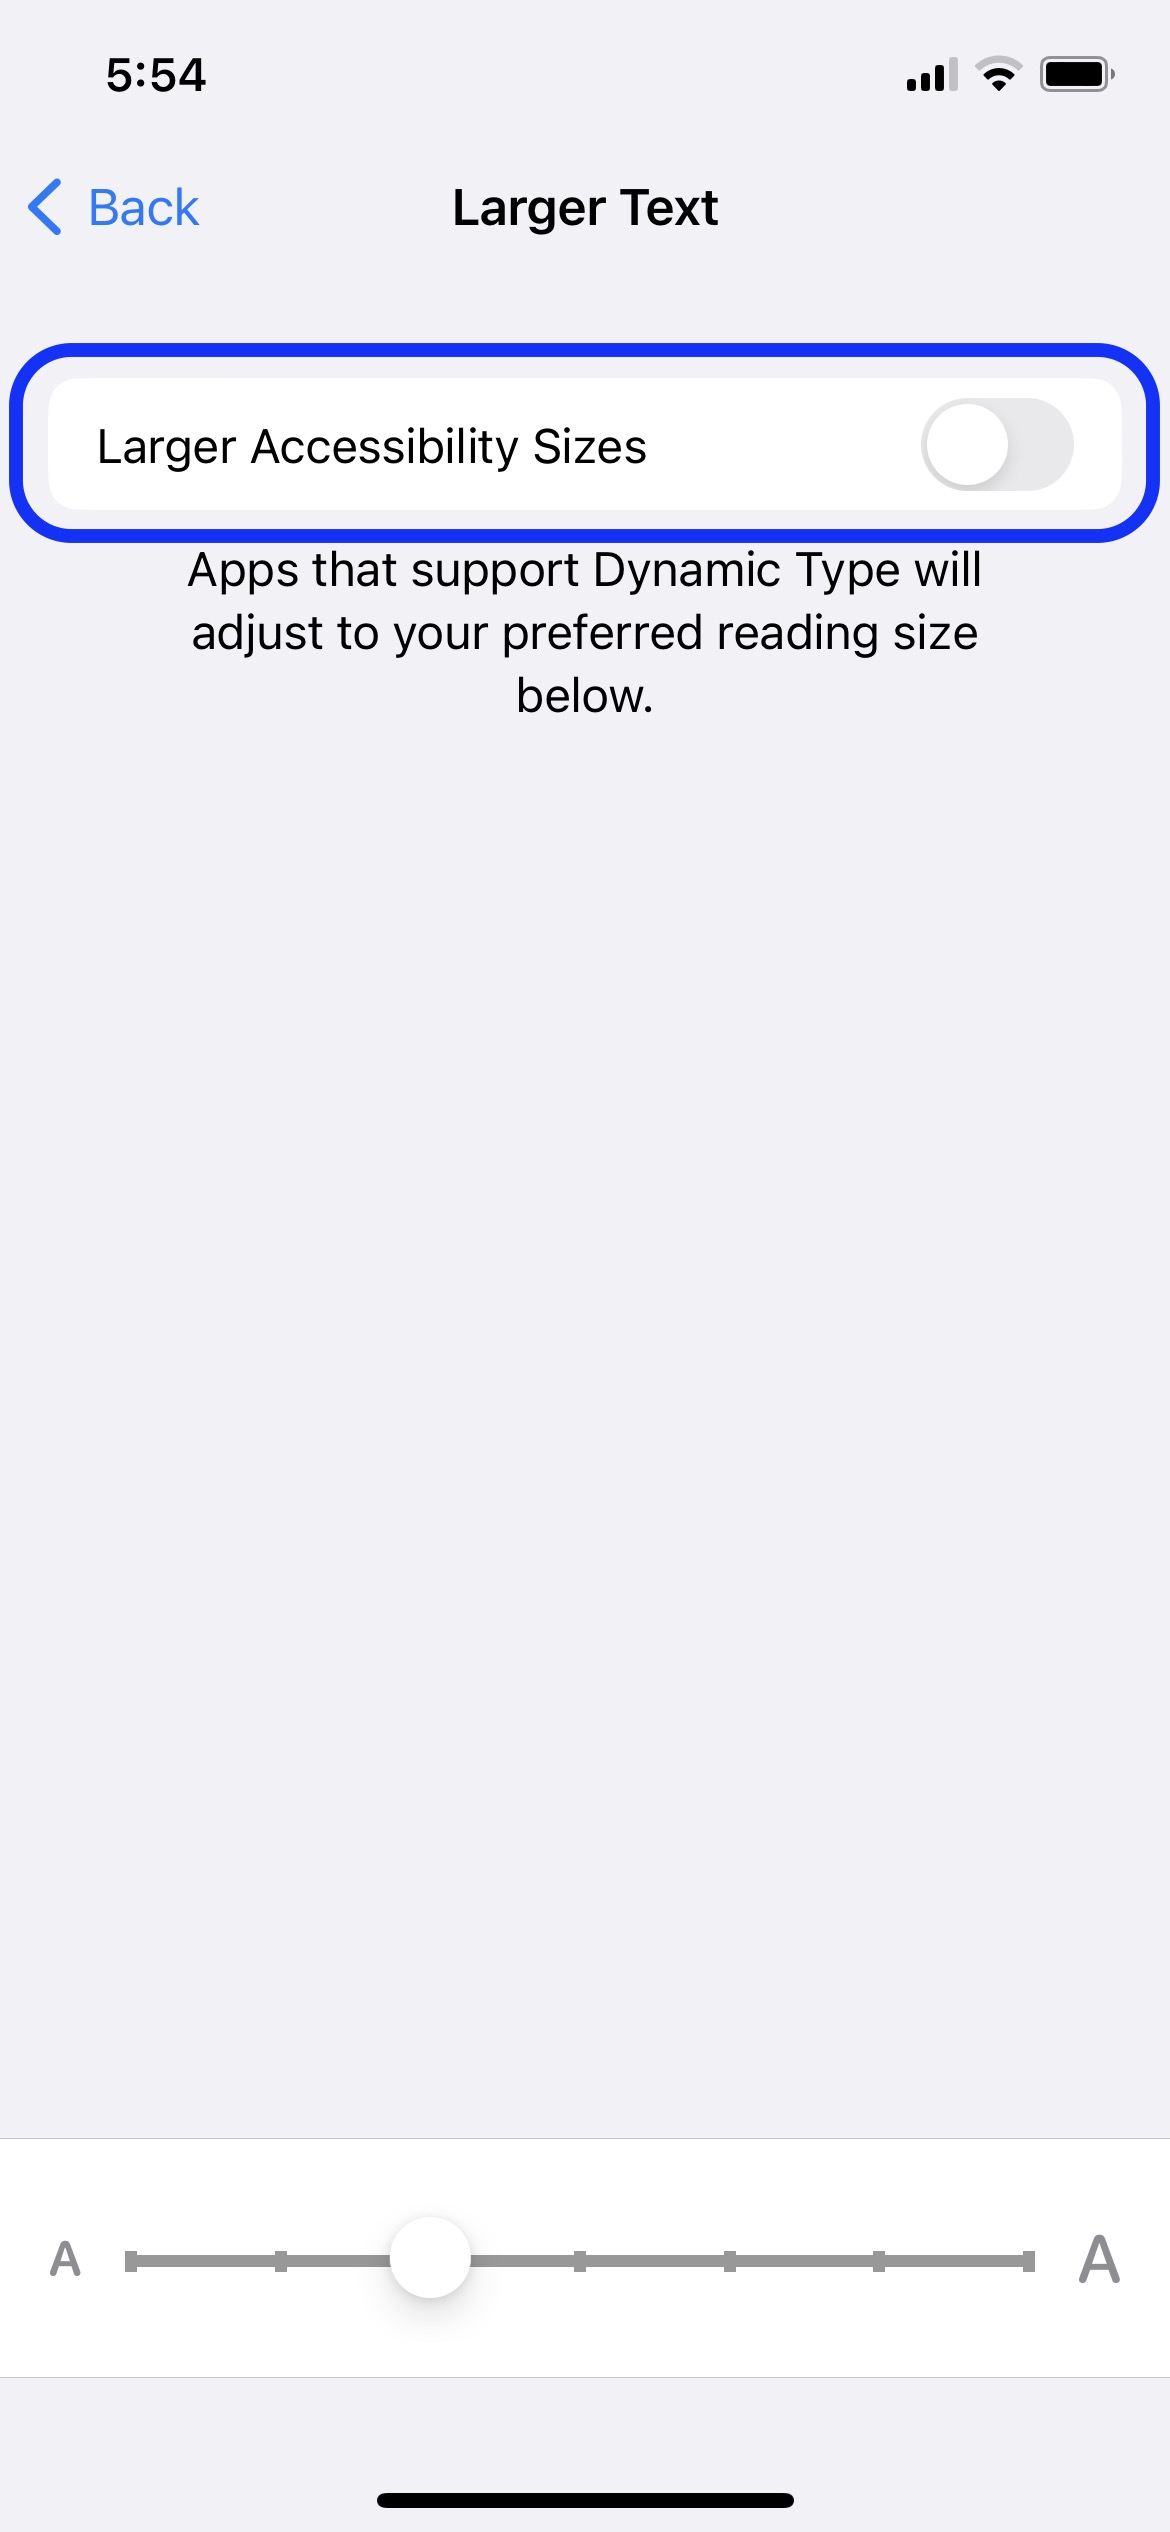 5:54
Back
Larger Text
Larger Accessibility Sizes
Apps that support Dynamic Type will
adjust to your preferred reading size
below.
A
A